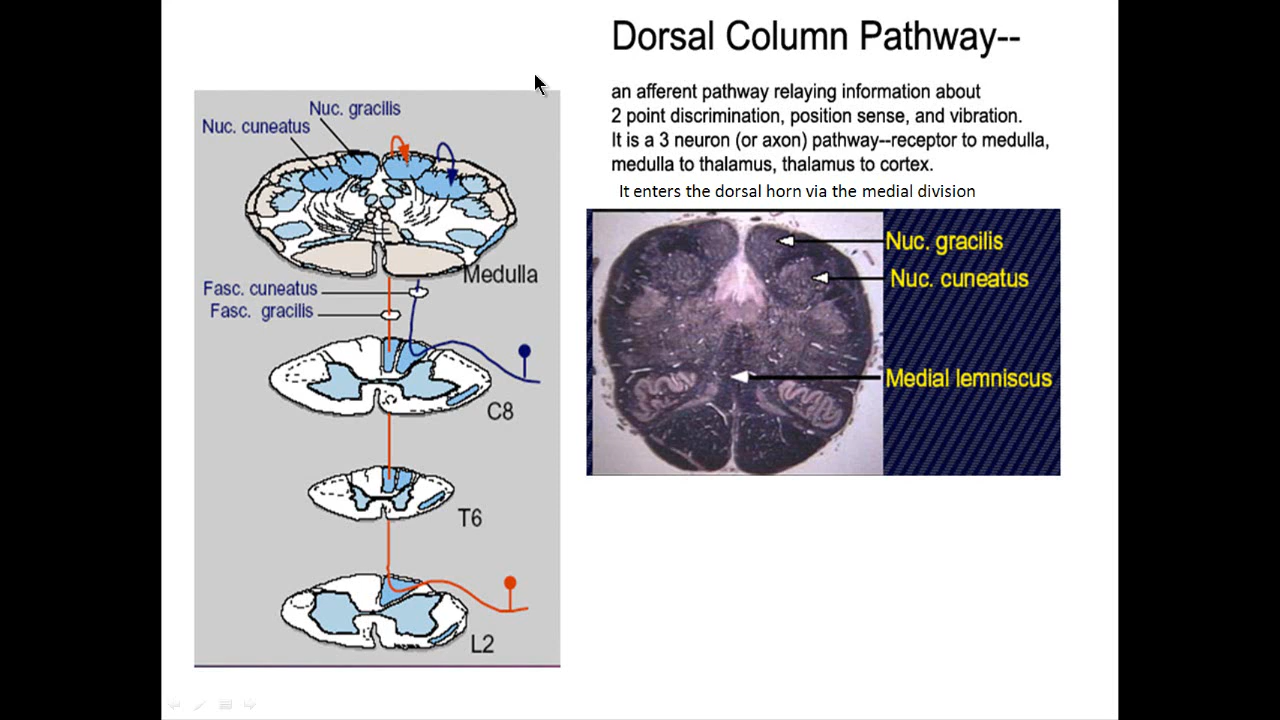 Dorsal Column Pathway--
an afferent pathway relaying information about
2 point discrimination, position sense, and vibration.
It is a 3 neuron (or axon) pathway--receptor to medulla,
medulla to thalamus, thalamus to cortex.
It enters the dorsal horn via the medial division
Nuc. gracilis
Nuc. cuneatus
Medulla
Fasc. cuneatus
Fasc. gracilis
C8
T6
L2
Nuc. gracilis
Nuc. cuneatus
Medial lemniscus